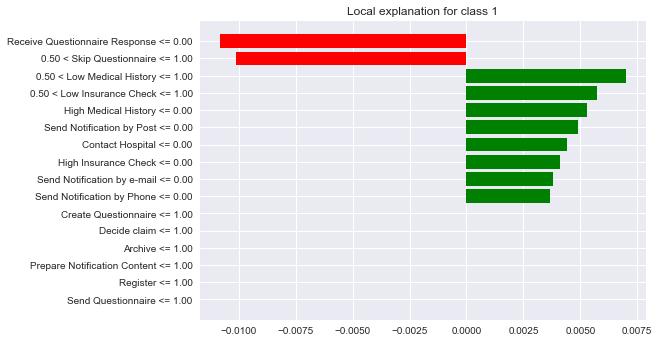 Local explanation for class 1
Receive Questionnaire Response <= 0.00
0.50 < Skip Questionnaire <= 1.00
0.50 < Low Medical History <= 1.00
0.50 < Low Insurance Check <= 1.00
High Medical History <= 0.00
Send Notification by Post <= 0.00
Contact Hospital <= 0.00
High Insurance Check <= 0.00
Send Notification by e-mail <= 0.00
Send Notification by Phone <= 0.00
Create Questionnaire <= 1.00
Decide claim <= 1.00
Archive <= 1.00
Prepare Notification Content <= 1.00
Register <= 1.00
Send Questionnaire <= 1.00
−0.0100 −0.0075 −0.0050 −0.0025 0.0000 0.0025 0.0050 0.0075